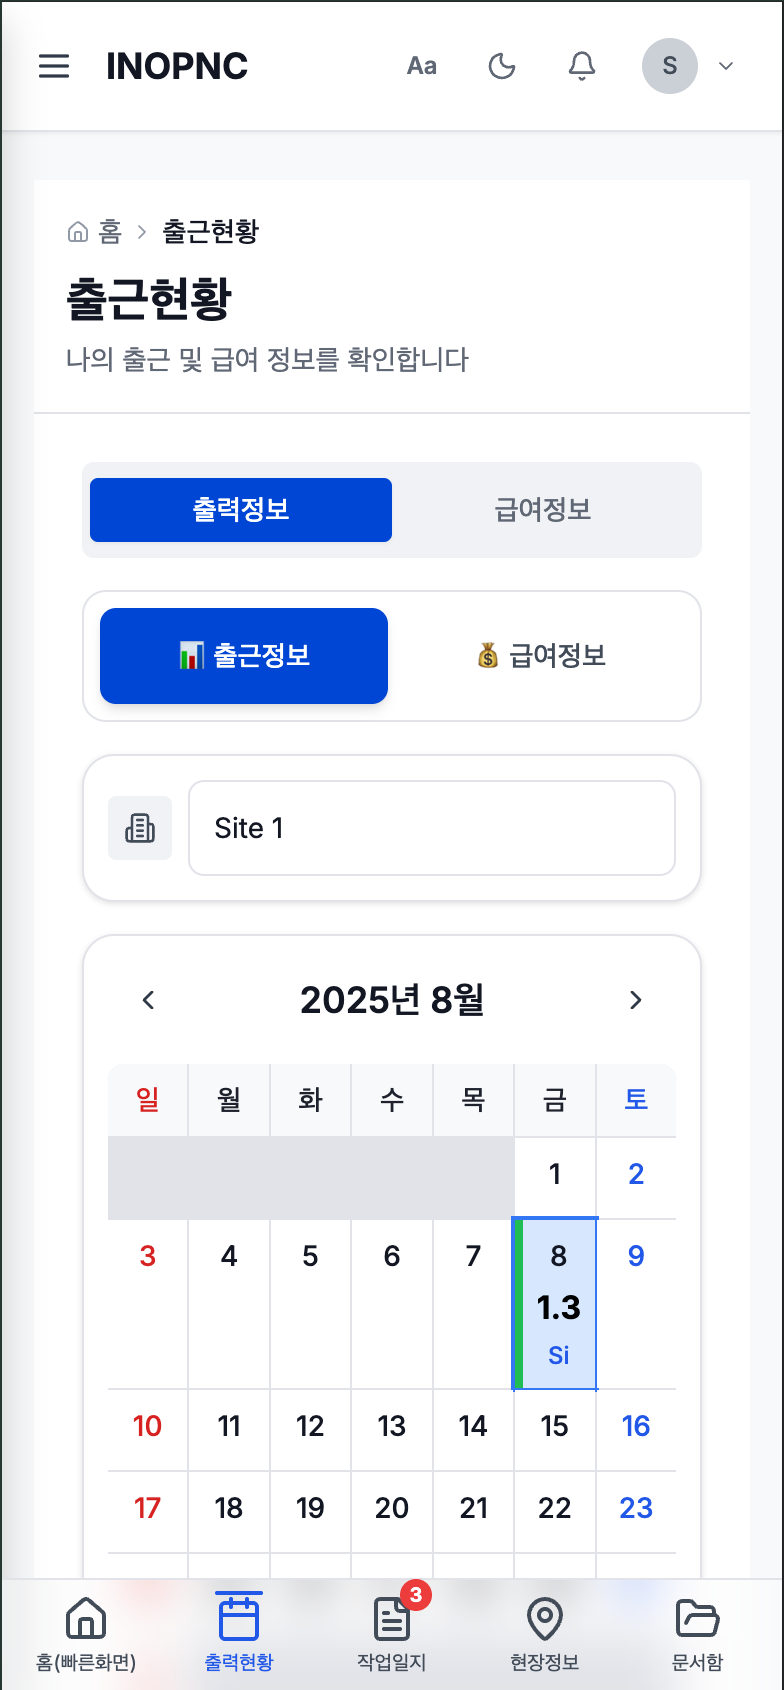 INOPNC Aa S
홈 > 출근현황
출근현황
나의 출근 및 급여 정보를 확인합니다
출력정보 급여정보
📊 출근정보 💰 급여정보
Site 1
2025년 8월
일 월 화 수 목 금 토
1 2
3 4 5 6 7 8 9
1.3
Si
10 11 12 13 14 15 16
17 18 19 20 21 22 23
3
홈(빠른화면) 출력현황 작업일지 현장정보 문서함